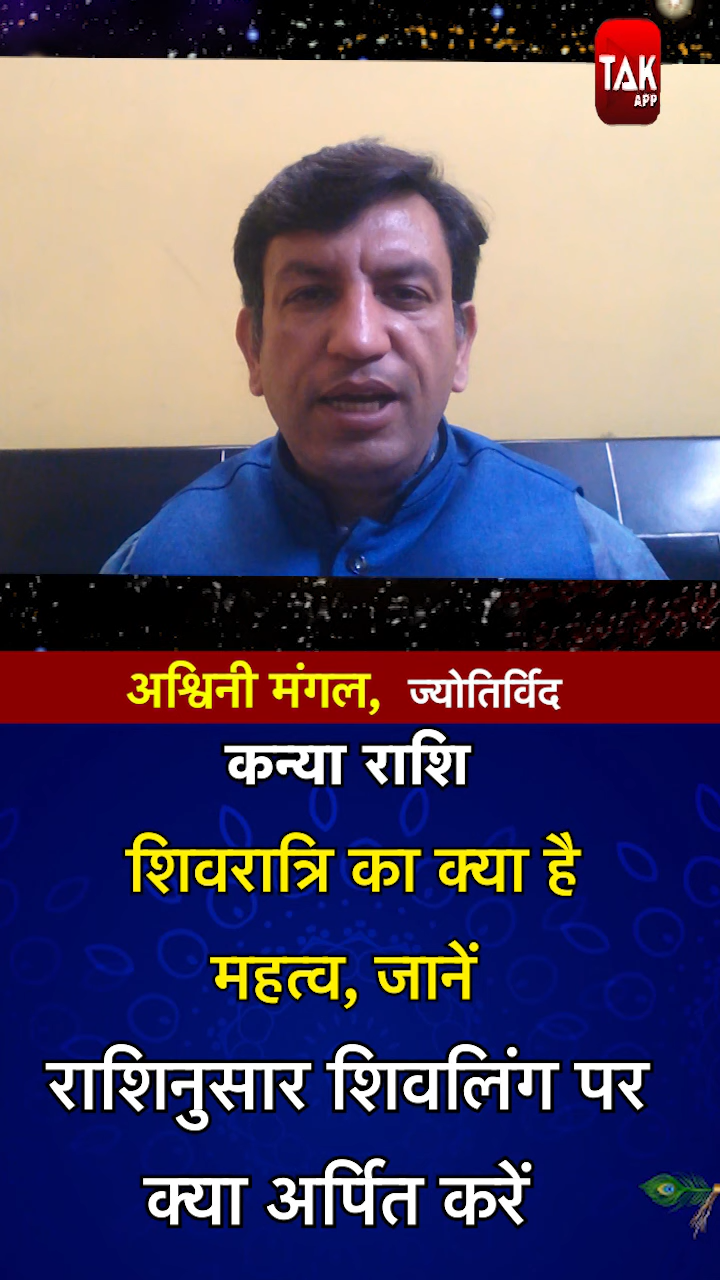 TAK
APP
अश्विनी मंगल, ज्योतिर्विद
कन्या राशि
शिवरात्रि का क्या है
महत्व, जानें
राशिनुसार शिवलिंग पर
क्या अर्पित करें